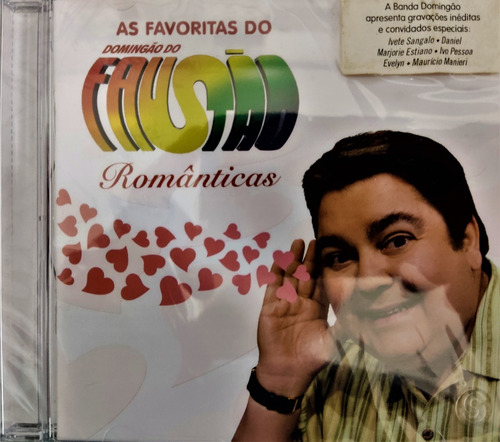 AS FAVORITAS DO
DOMINGÃO DO
FAUSTÃO
Românticas
A Banda Domingão
apresenta gravações inéditas
e convidados especiais:
Ivete Sangalo • Daniel
Marjorie Estiano • Ivo Pessoa
Evelyn • Maurício Manieri